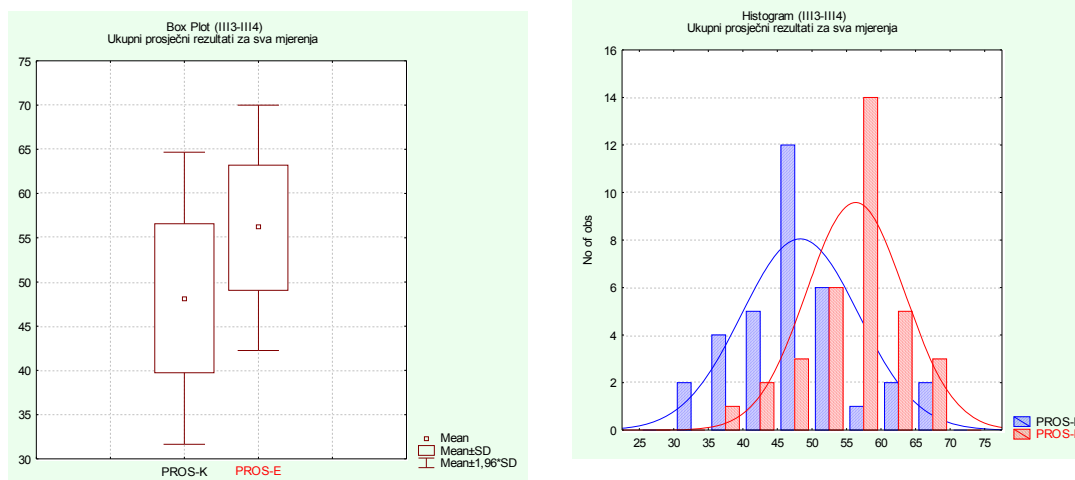 Box Plot (III3-III4)
Ukupni prosječni rezultati za sva mjerenja
75
70
65
60
55
50
45
40
35
30
PROS-K
PROS-E
Mean
Mean±SD
Mean±1,96*SD
Histogram (III3-III4)
Ukupni prosječni rezultati za sva mjerenja
No of obs
16
14
12
10
8
6
4
2
0
25 30 35 40 45 50 55 60 65 70 75